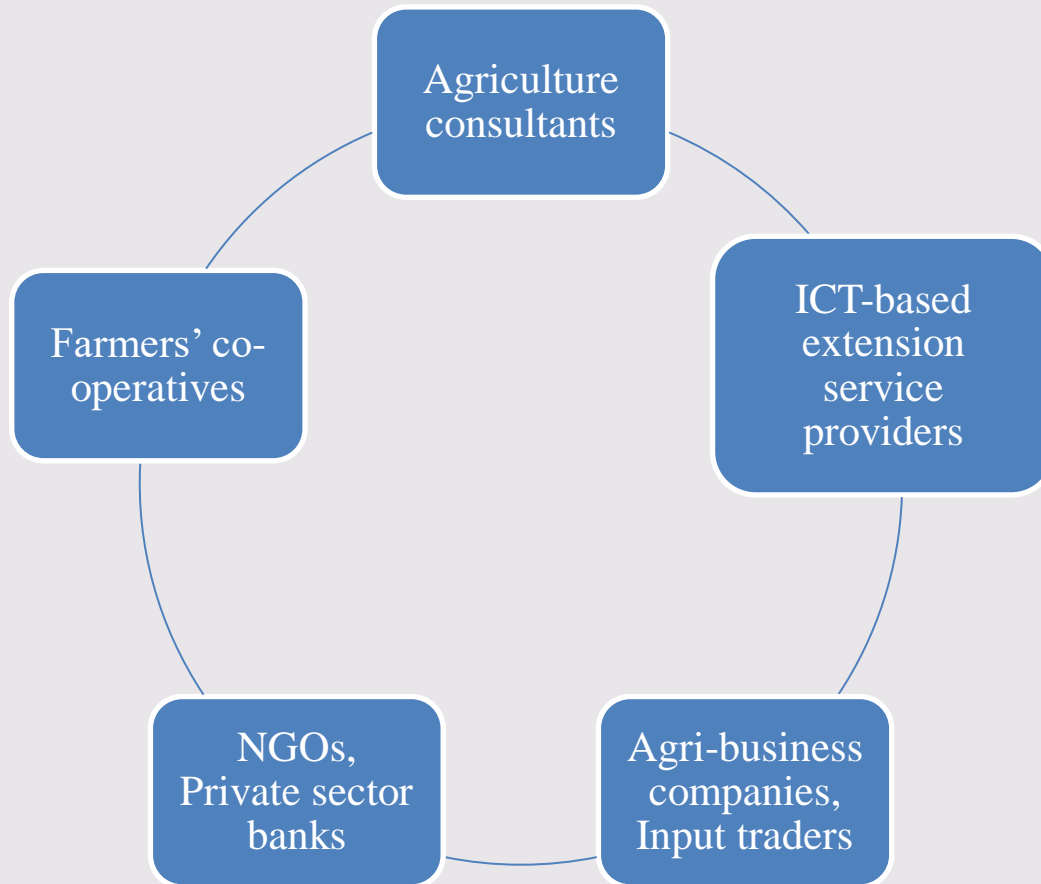 Agriculture
consultants
ICT-based
extension
service
providers
Agri-business
companies,
Input traders
NGOs,
Private sector
banks
Farmers’ co-
operatives